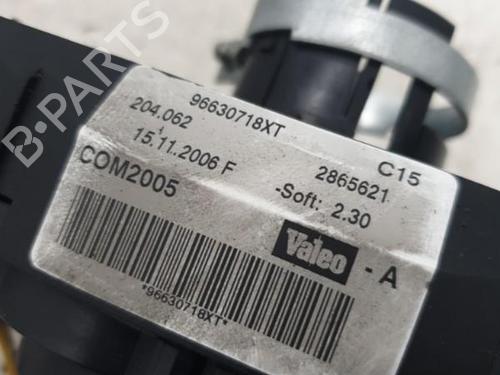 96630718XT
C15
204.062
2865621
15.11.2006 F
-Soft: 2.30
COM2005
Valeo - A
*96630718XT*
B-PARTS